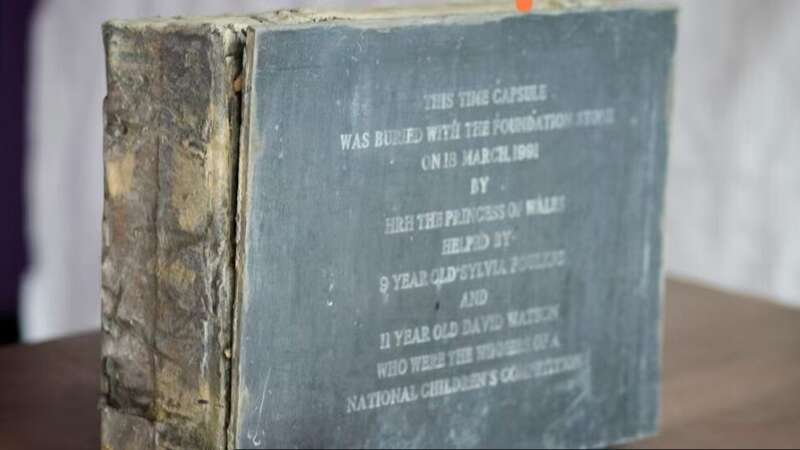 THIS TIME CAPSULE
WAS BURIED WITH THE FOUNDATION STONE
ON 18 MARCH, 1991
BY
HRH THE PRINCESS OF WALES
HELPED BY
9 YEAR OLD SYLVIA FOULKES
AND
11 YEAR OLD DAVID WATSON
WHO WERE THE WINNERS OF A
NATIONAL CHILDREN'S COMPETITION